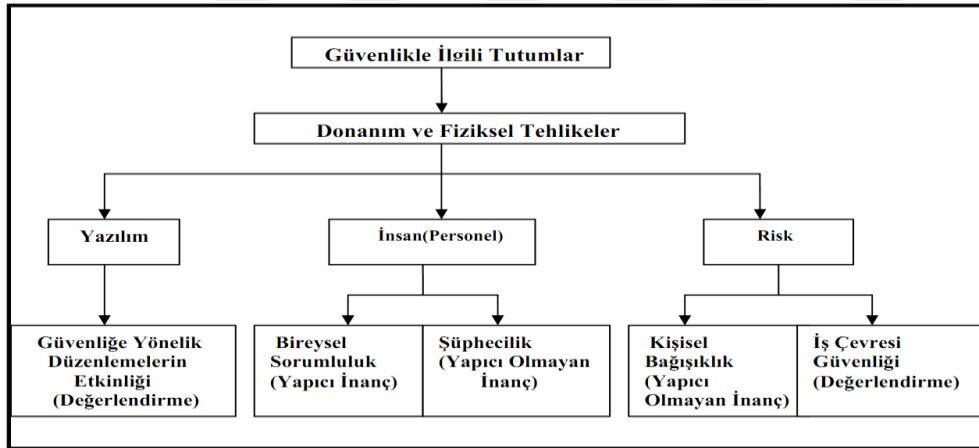 Güvenlikle İlgili Tutumlar
Donanım ve Fiziksel Tehlikeler
Yazılım
İnsan(Personel)
Risk
Güvenliğe Yönelik
Düzenlemelerin
Etkinliği
(Değerlendirme)
Bireysel
Sorumluluk
(Yapıcı İnanç)
Şüphecilik
(Yapıcı Olmayan
İnanç)
Kişisel
Bağışıklık
(Yapıcı
Olmayan İnanç)
İş Çevresi
Güvenliği
(Değerlendirme)